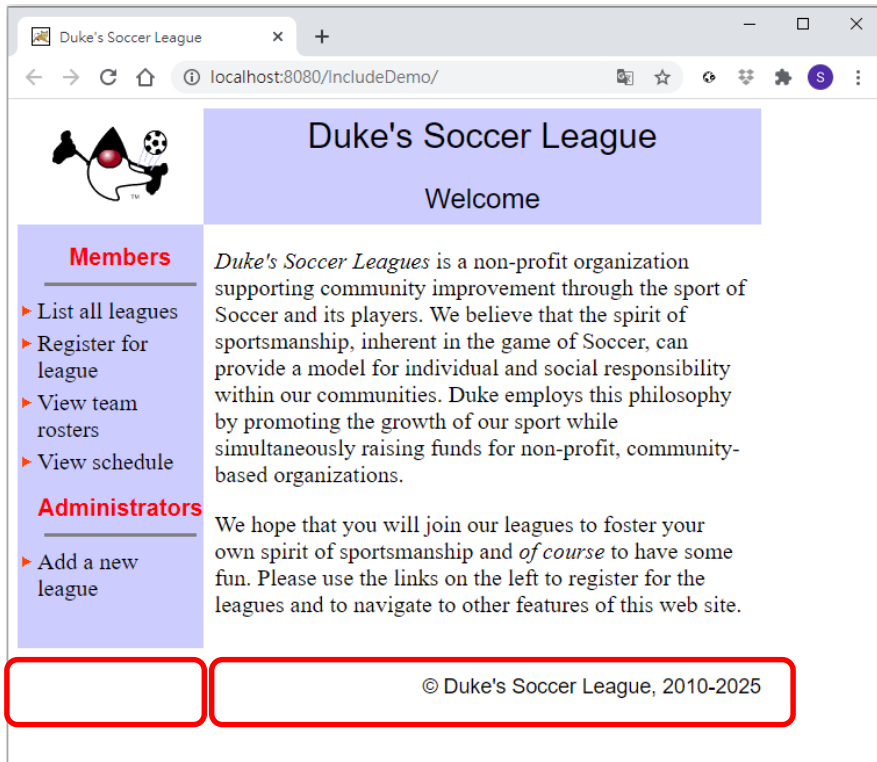 Duke's Soccer League
localhost:8080/IncludeDemo/
S
Duke's Soccer League
Welcome
TM
Members
List all leagues
Register for
league
View team
rosters
View schedule
Administrators
Add a new
league
Duke's Soccer Leagues is a non-profit organization
supporting community improvement through the sport of
Soccer and its players. We believe that the spirit of
sportsmanship, inherent in the game of Soccer, can
provide a model for individual and social responsibility
within our communities. Duke employs this philosophy
by promoting the growth of our sport while
simultaneously raising funds for non-profit, community-
based organizations.
We hope that you will join our leagues to foster your
own spirit of sportsmanship and of course to have some
fun. Please use the links on the left to register for the
leagues and to navigate to other features of this web site.
© Duke's Soccer League, 2010-2025